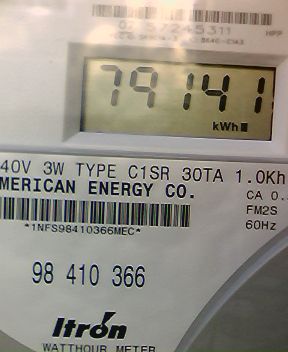 HPP
79141
kWh
40V 3W TYPE C1SR 30TA 1.0Kh
MERICAN ENERGY CO.
CA 0.
FM2S
60Hz
*1NFS98410366MEC*
98 410 366
Itron
WATTHOUR METER